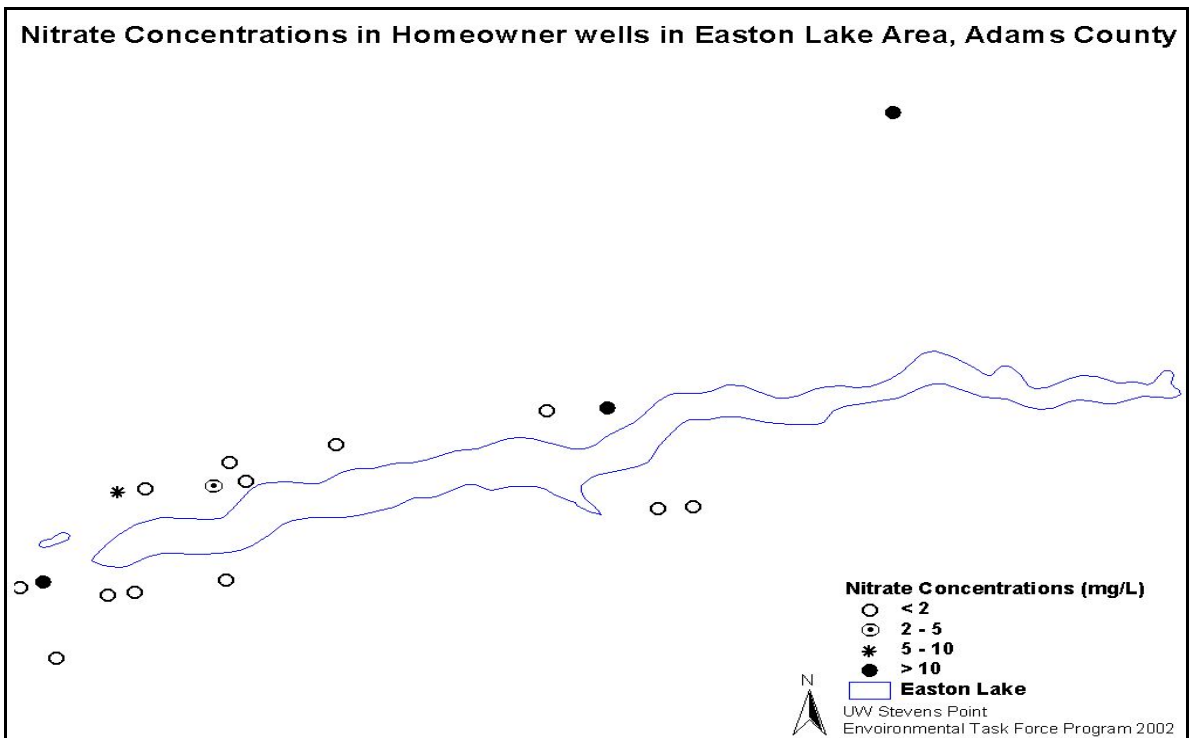 Nitrate Concentrations in Homeowner wells in Easton Lake Area, Adams County
Nitrate Concentrations (mg/L)
< 2
2 - 5
5 - 10
> 10
Easton Lake
N
UW Stevens Point
Envoironmental Task Force Program 2002